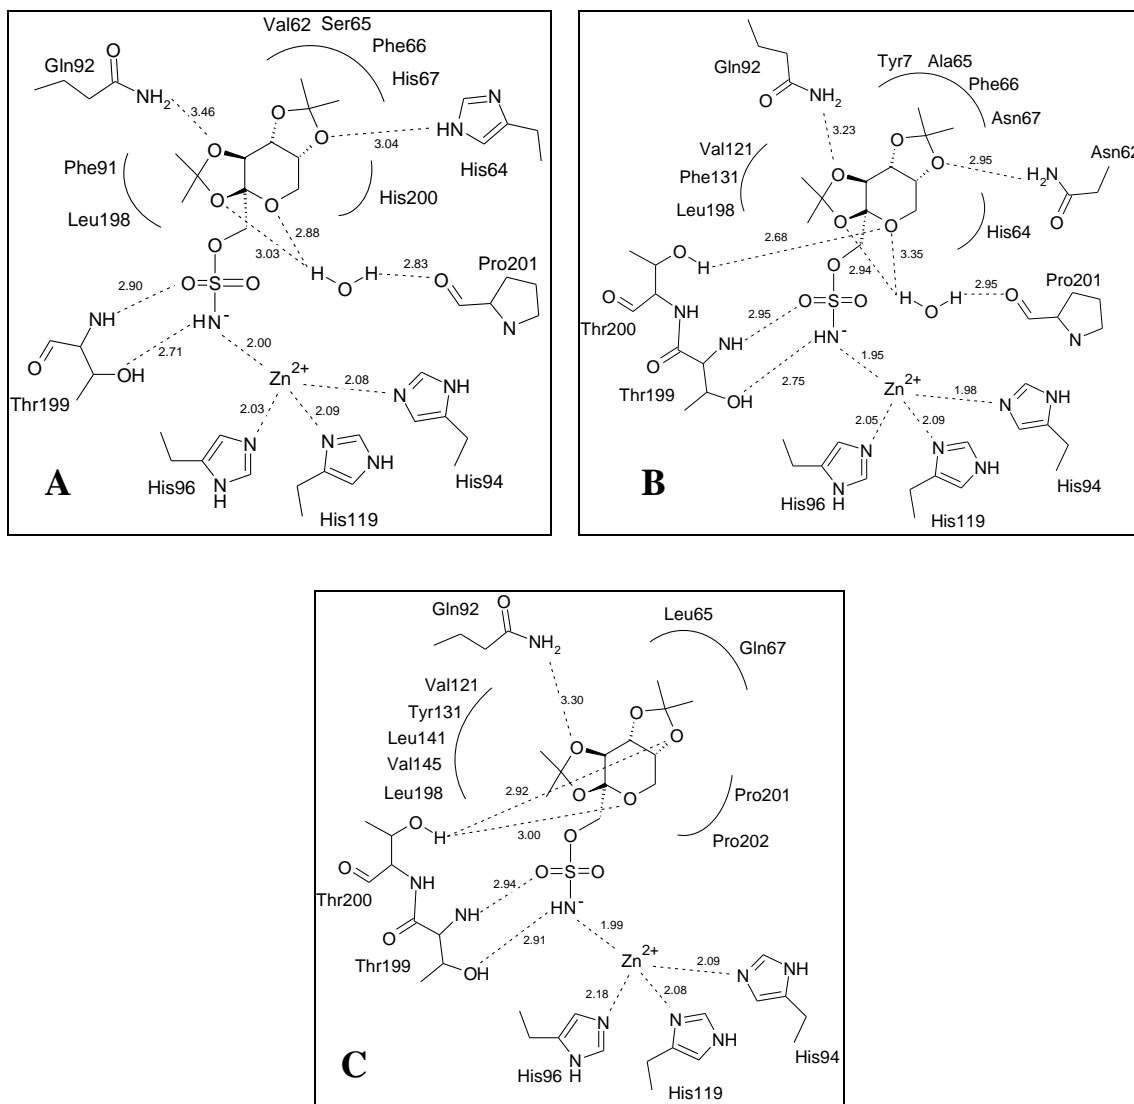 Val62 Ser65
Phe66
His67
Gln92
O
NH2
3.46
O
O
O
N
HN
3.04
His64
Phe91
Leu198
O
O
His200
2.88
3.03
O
O=S=O
2.90
H O H
2.83
O
Pro201
N
HN-
NH
2.71
2.00
O
OH
Thr199
Zn2+
2.08
N
NH
2.03
2.09
N
N
His94
His96
N
H
NH
His119
A
Gln92
O
NH2
Tyr7 Ala65
Phe66
Asn67
3.23
Asn62
O
O
O
2.95
H2N
O
Val121
Phe131
Leu198
O
O
His64
2.68
O H
2.94
3.35
O
O=S=O
H O H
2.95
O
Pro201
N
O
NH
Thr200
O
NH
2.95
HN-
2.75
1.95
Thr199
OH
Zn2+
1.98
N
NH
2.05
2.09
N
N
His94
His96
N
H
NH
His119
B
Gln92
O
NH2
Leu65
Gln67
3.30
Val121
Tyr131
Leu141
Val145
Leu198
O
O
O
O
O
2.92
3.00
Pro201
Pro202
O H
O
O=S=O
O
NH
Thr200
2.94
HN-
O
NH
2.91
1.99
Thr199
OH
Zn2+
2.09
N
NH
2.18
2.08
N
N
His94
His96
N
H
NH
His119
C